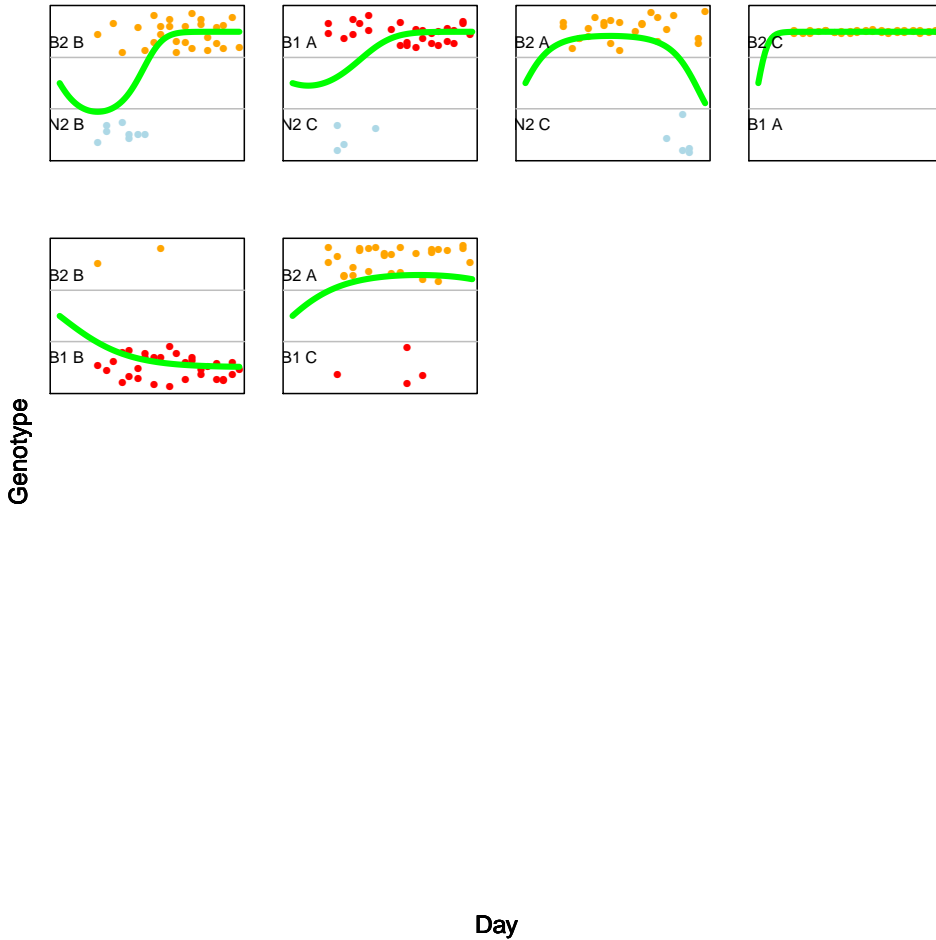 B2 B
N2 B
B1 A
N2 C
B2 A
N2 C
B2 C
B1 A
B2 B
B1 B
B2 A
B1 C
Genotype
Day